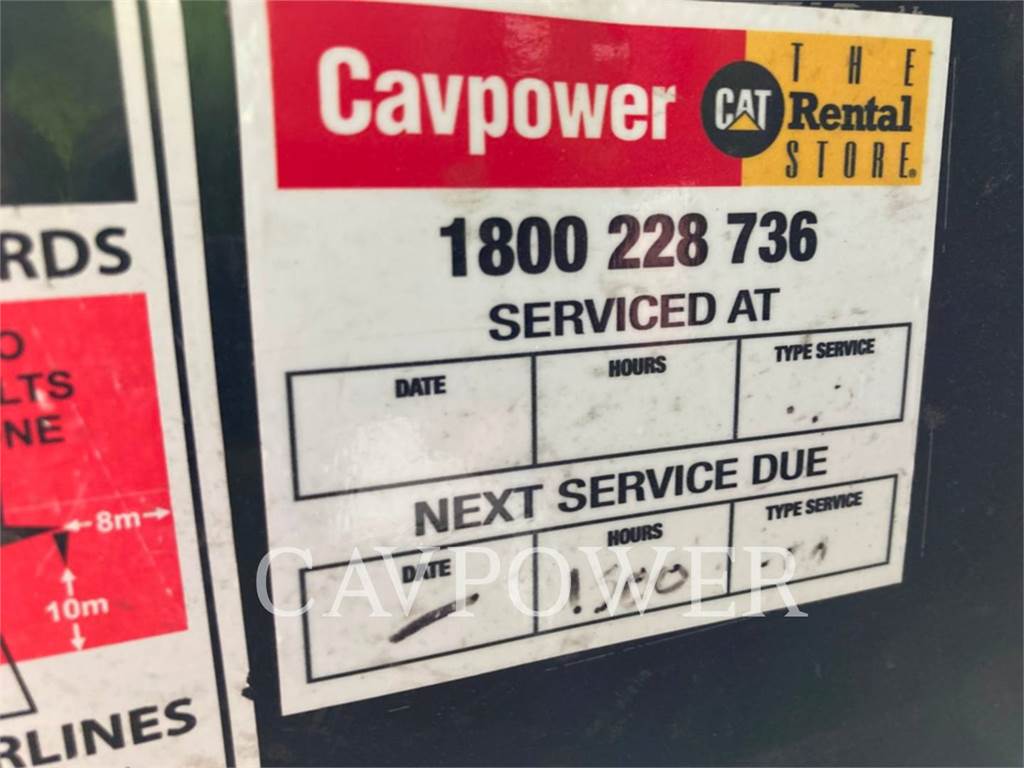 Cavpower
CAT
THE
Rental
STORE®
1800 228 736
SERVICED AT
DATE
HOURS
TYPE SERVICE
NEXT SERVICE DUE
DATE
HOURS
TYPE SERVICE
CAVPOWER
RDS
O
LTS
NE
8m
10m
RLINES